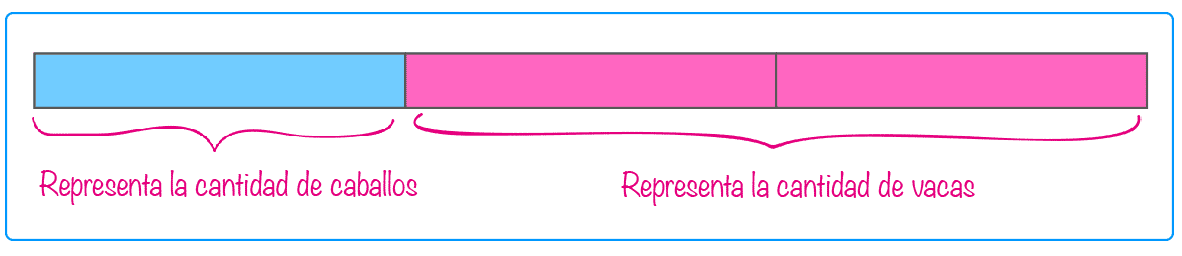 Representa la cantidad de caballos
Representa la cantidad de vacas